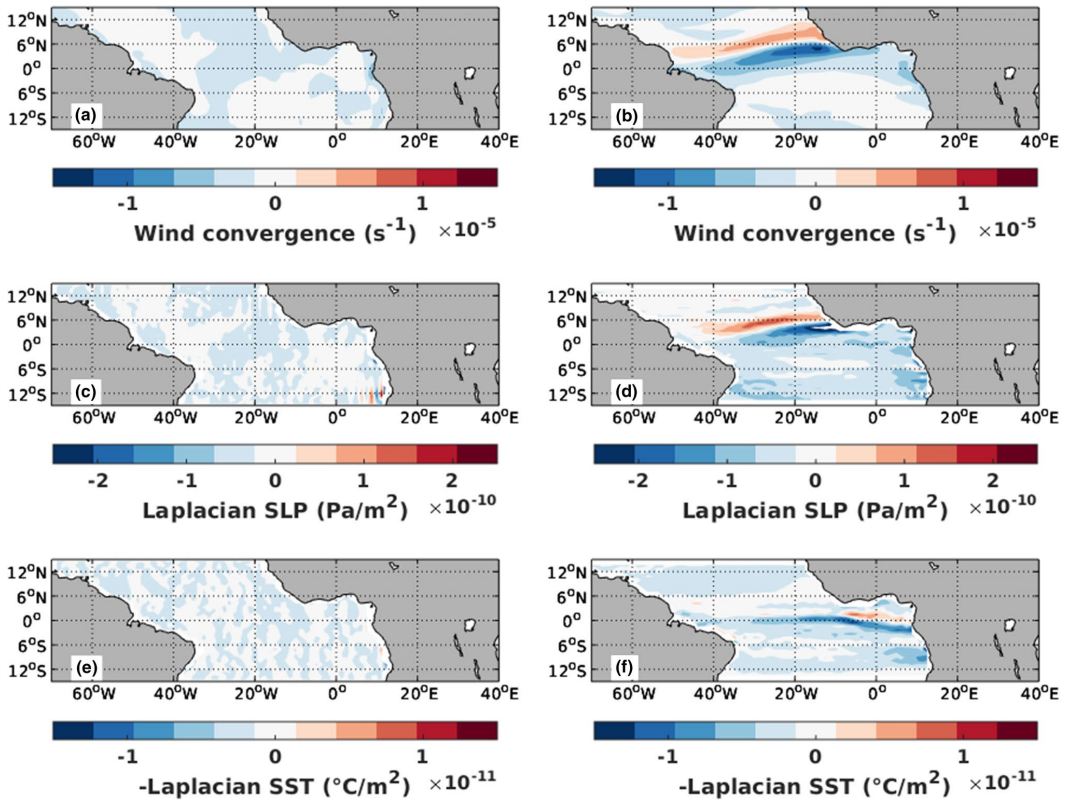 12°N 12°N
6°N 6°N
0° 0°
6°S 6°S
12°S (a) 12°S (b)
60°W 40°W 20°W 0° 20°E 40°E 60°W 40°W 20°W 0° 20°E 40°E
-1 0 1 -1 0 1
Wind convergence (s⁻¹) ×10⁻⁵ Wind convergence (s⁻¹) ×10⁻⁵
12°N 12°N
6°N 6°N
0° 0°
6°S 6°S
12°S (c) 12°S (d)
60°W 40°W 20°W 0° 20°E 40°E 60°W 40°W 20°W 0° 20°E 40°E
-2 -1 0 1 2 -2 -1 0 1 2
Laplacian SLP (Pa/m²) ×10⁻¹⁰ Laplacian SLP (Pa/m²) ×10⁻¹⁰
12°N 12°N
6°N 6°N
0° 0°
6°S 6°S
12°S (e) 12°S (f)
60°W 40°W 20°W 0° 20°E 40°E 60°W 40°W 20°W 0° 20°E 40°E
-1 0 1 -1 0 1
-Laplacian SST (°C/m²) ×10⁻¹¹ -Laplacian SST (°C/m²) ×10⁻¹¹